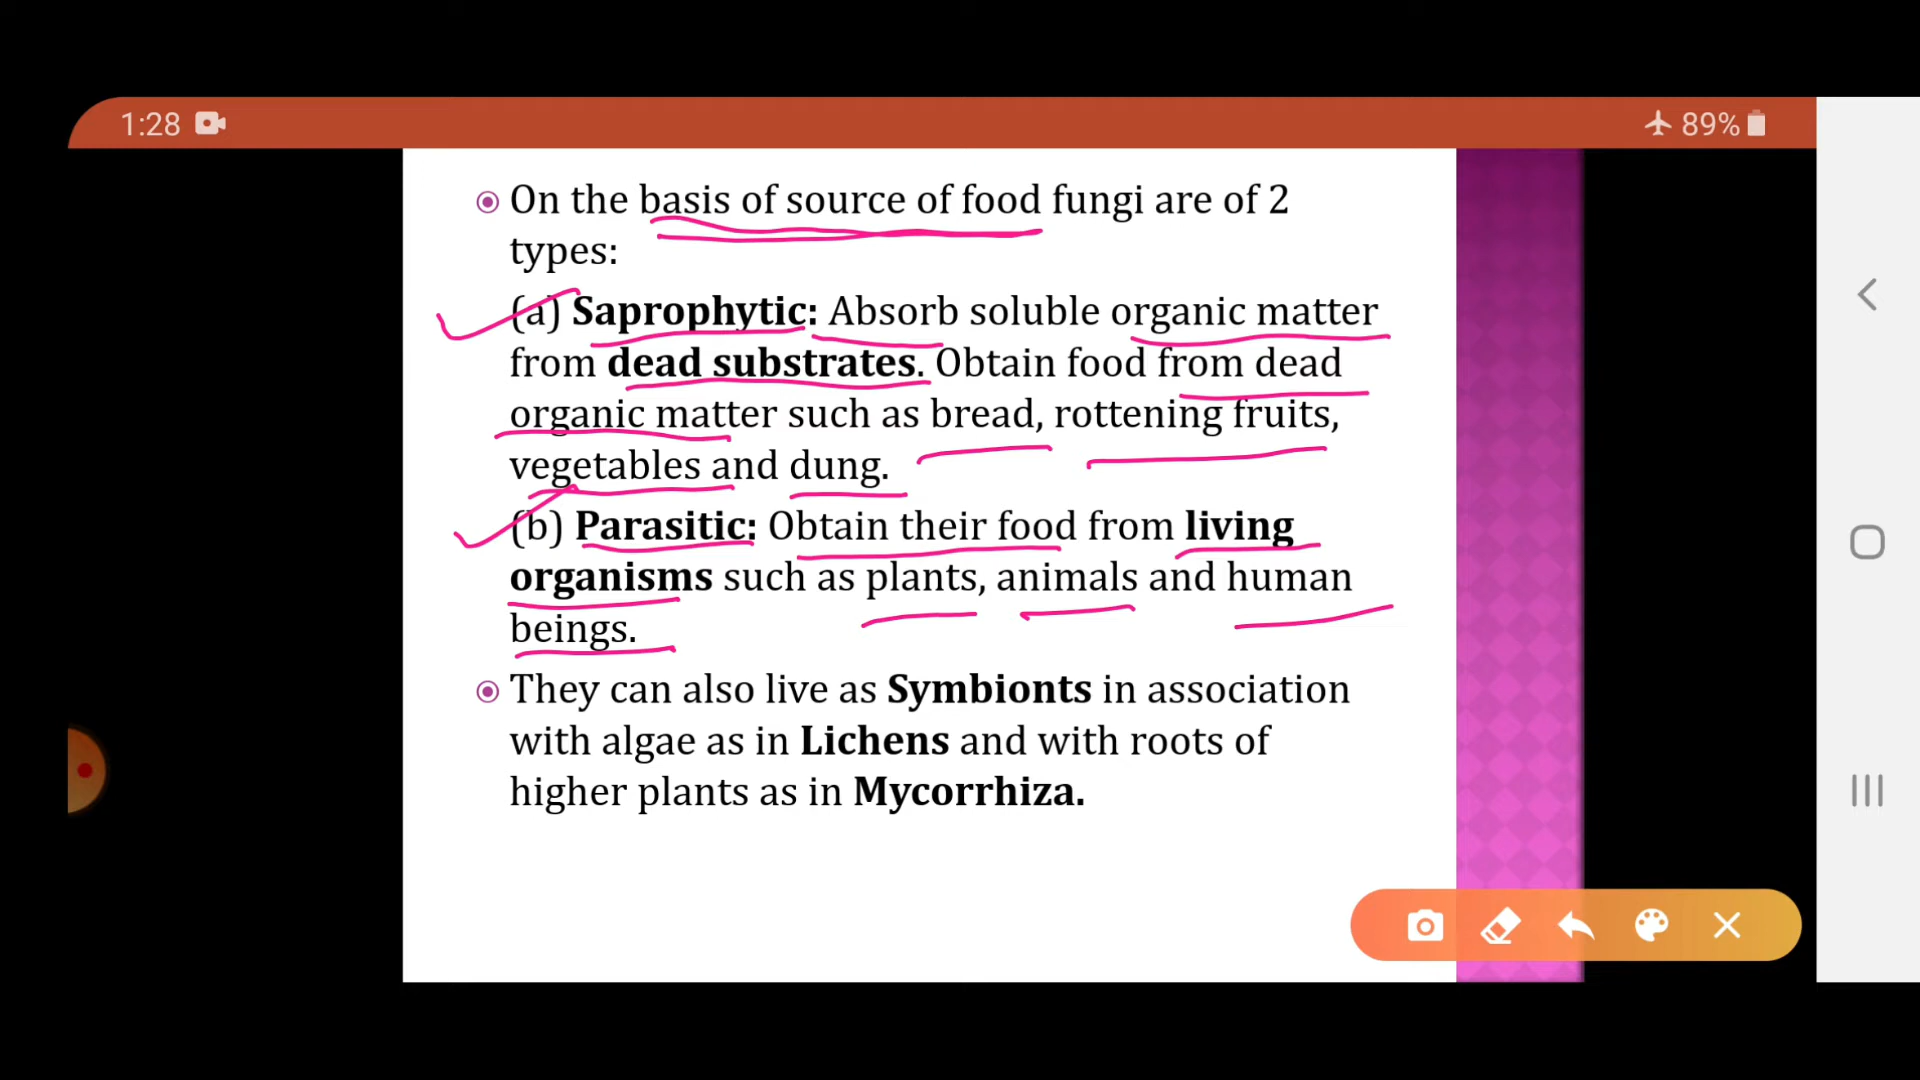 1:28
89%
On the basis of source of food fungi are of 2
types:
(a) Saprophytic: Absorb soluble organic matter
from dead substrates. Obtain food from dead
organic matter such as bread, rottening fruits,
vegetables and dung.
(b) Parasitic: Obtain their food from living
organisms such as plants, animals and human
beings.
They can also live as Symbionts in association
with algae as in Lichens and with roots of
higher plants as in Mycorrhiza.